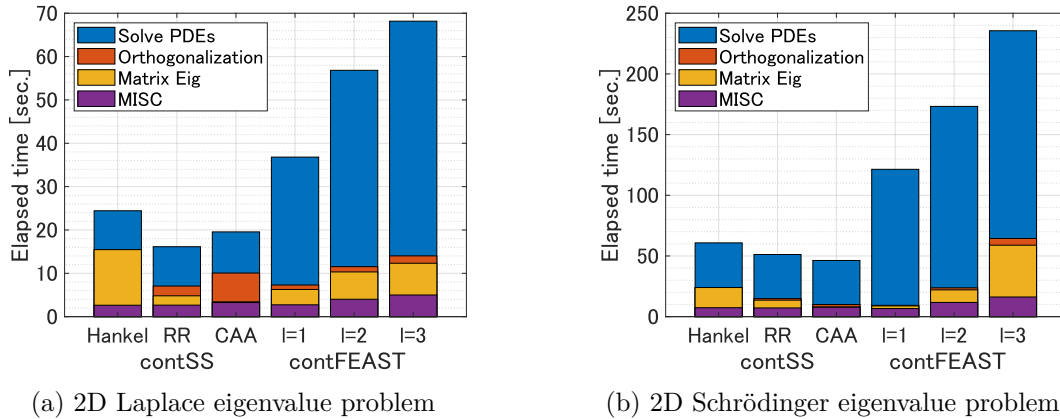 70
60
50
40
30
20
10
0
Elapsed time [sec.]
Solve PDEs
Orthogonalization
Matrix Eig
MISC
Hankel RR CAA l=1 l=2 l=3
contSS contFEAST
(a) 2D Laplace eigenvalue problem
250
200
150
100
50
0
Elapsed time [sec.]
Solve PDEs
Orthogonalization
Matrix Eig
MISC
Hankel RR CAA l=1 l=2 l=3
contSS contFEAST
(b) 2D Schrödinger eigenvalue problem